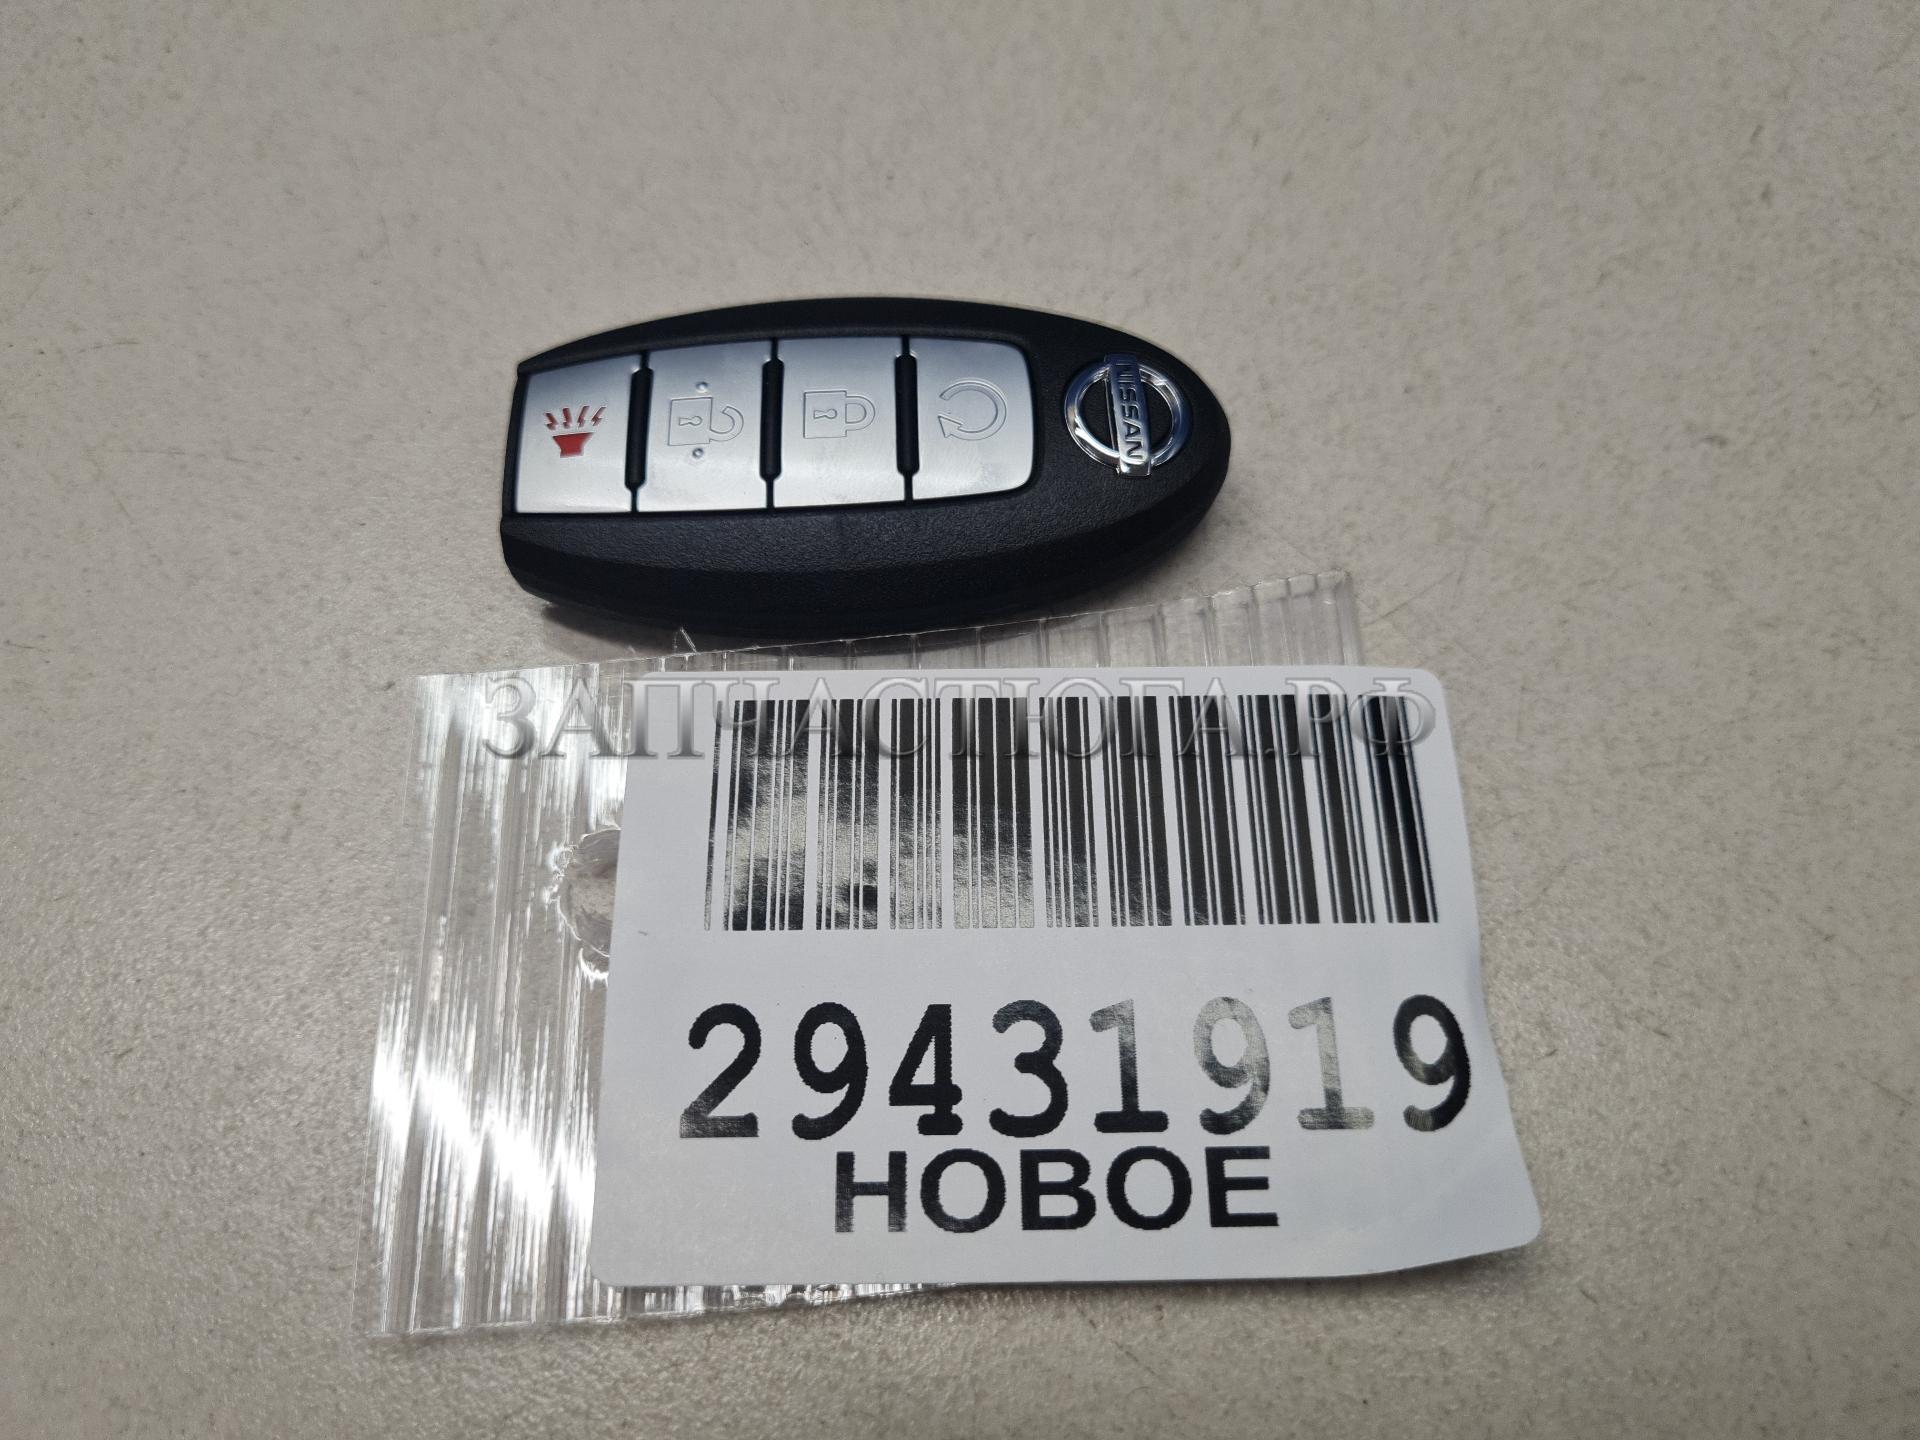 NISSAN
ЗАПЧАСТЮГА.РФ
29431919
НОВОЕ